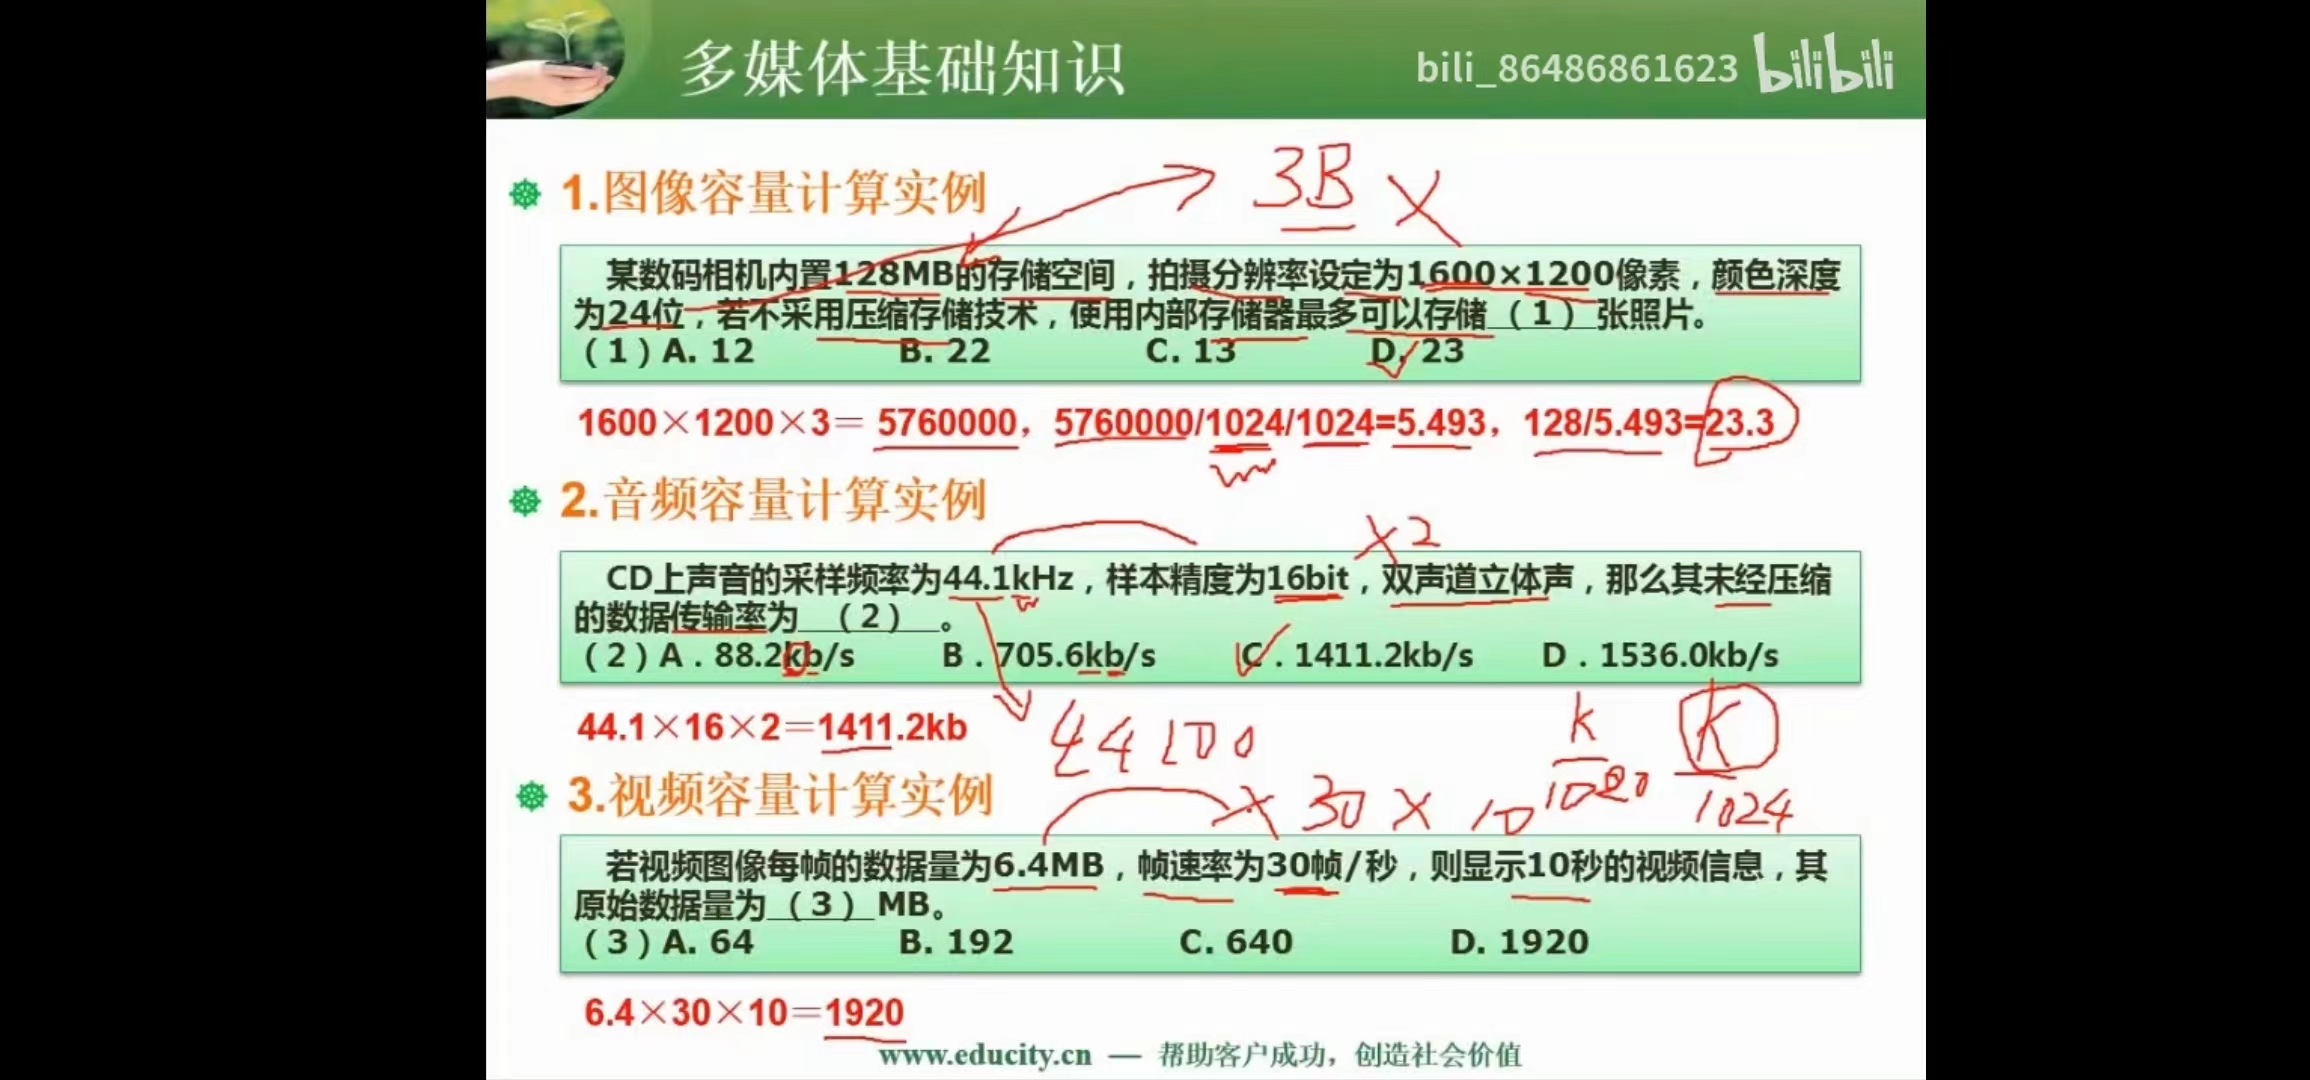 多媒体基础知识
bili_86486861623 bilibili
3B ×
1.图像容量计算实例
某数码相机内置128MB的存储空间，拍摄分辨率设定为1600×1200像素，颜色深度
为24位，若不采用压缩存储技术，使用内部存储器最多可以存储（1）张照片。
（1）A. 12 B. 22 C. 13 D. 23
1600×1200×3= 5760000，5760000/1024/1024=5.493，128/5.493=23.3
2.音频容量计算实例
×2
CD上声音的采样频率为44.1kHz，样本精度为16bit，双声道立体声，那么其未经压缩
的数据传输率为（2）。
（2）A．88.2kb/s B．705.6kb/s C．1411.2kb/s D．1536.0kb/s
44.1×16×2=1411.2kb
44100
k K
3.视频容量计算实例
×30×10
1024
若视频图像每帧的数据量为6.4MB，帧速率为30帧/秒，则显示10秒的视频信息，其
原始数据量为（3）MB。
（3）A. 64 B. 192 C. 640 D. 1920
6.4×30×10=1920
www.educity.cn — 帮助客户成功，创造社会价值